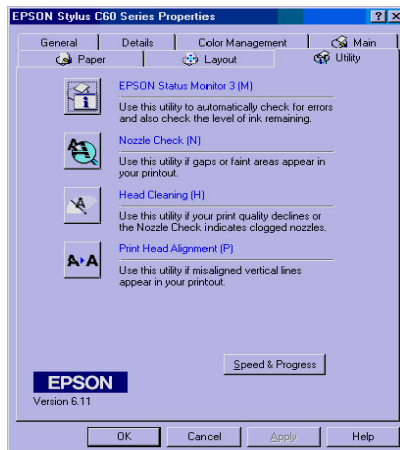 EPSON Stylus C60 Series Properties
General Details Color Management Main
Paper Layout Utility
EPSON Status Monitor 3 (M)
Use this utility to automatically check for errors
and also check the level of ink remaining.
Nozzle Check (N)
Use this utility if gaps or faint areas appear in
your printout.
Head Cleaning (H)
Use this utility if your print quality declines or
the Nozzle Check indicates clogged nozzles.
Print Head Alignment (P)
Use this utility if misaligned vertical lines
appear in your printout.
Speed & Progress
EPSON
Version 6.11
OK Cancel Apply Help